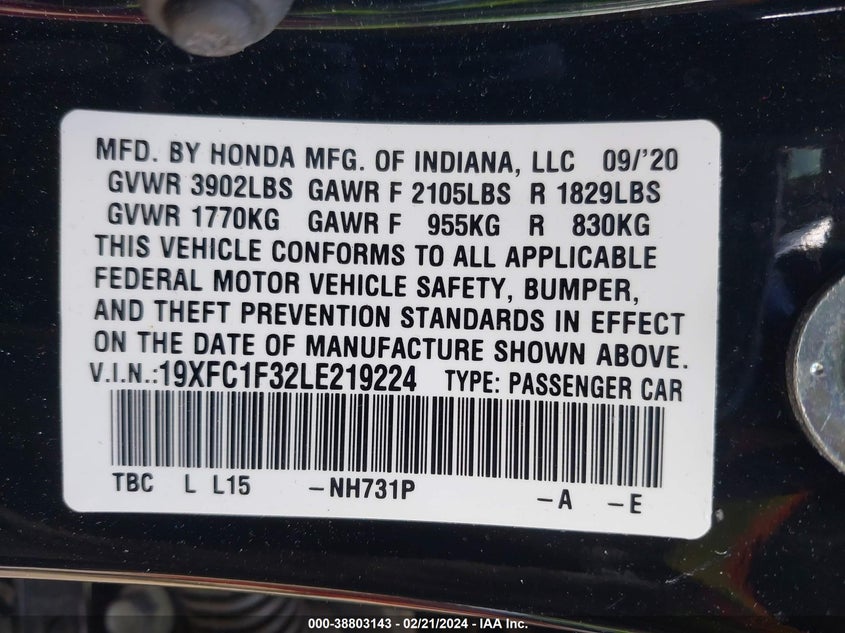 MFD. BY HONDA MFG. OF INDIANA, LLC 09/'20
GVWR 3902LBS GAWR F 2105LBS R 1829LBS
GVWR 1770KG GAWR F 955KG R 830KG
THIS VEHICLE CONFORMS TO ALL APPLICABLE
FEDERAL MOTOR VEHICLE SAFETY, BUMPER,
AND THEFT PREVENTION STANDARDS IN EFFECT
ON THE DATE OF MANUFACTURE SHOWN ABOVE.
V.I.N.:19XFC1F32LE219224 TYPE: PASSENGER CAR
TBC L L15 -NH731P -A -E
000-38803143 - 02/21/2024 - IAA Inc.